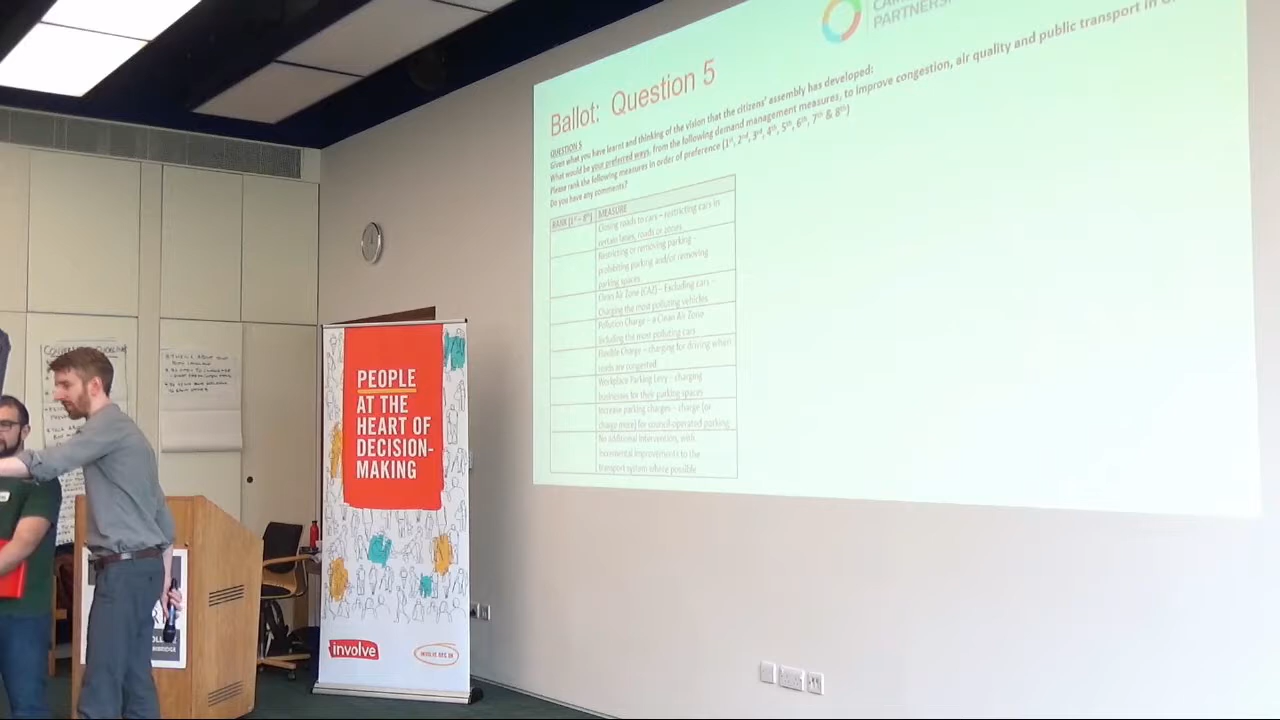 PARTNERS
Ballot: Question 5
QUESTION 5
Given what you have learnt and thinking of the vision that the citizens' assembly has developed:
What would be your preferred ways, from the following demand management measures, to improve congestion, air quality and public transport in
Please rank the following measures in order of preference (1st, 2nd, 3rd, 4th, 5th, 6th, 7th & 8th)
Do you have any comments?
RANK (1st – 8th) MEASURE
Closing roads to cars – restricting cars in
certain lanes, roads or zones
Restricting or removing parking -
prohibiting parking and/or removing
parking spaces
Clean Air Zone (CAZ) – Excluding cars –
Charging the most polluting vehicles
Pollution Charge – a Clean Air Zone
including the most polluting cars
Flexible Charge – charging for driving when
roads are congested
Workplace Parking Levy – charging
businesses for their parking spaces
Increase parking charges – charge (or
charge more) for council-operated parking
No additional intervention, with
incremental improvements to the
transport system where possible
PEOPLE
AT THE
HEART OF
DECISION-
MAKING
involve
INVOLVE.ORG.UK